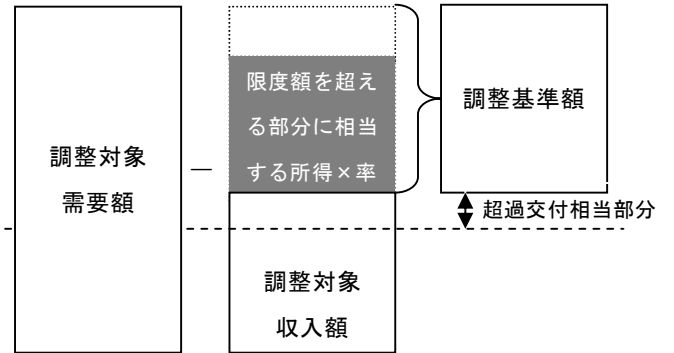 調整対象
需要額
－
限度額を超え
る部分に相当
する所得×率
調整対象
収入額
調整基準額
超過交付相当部分